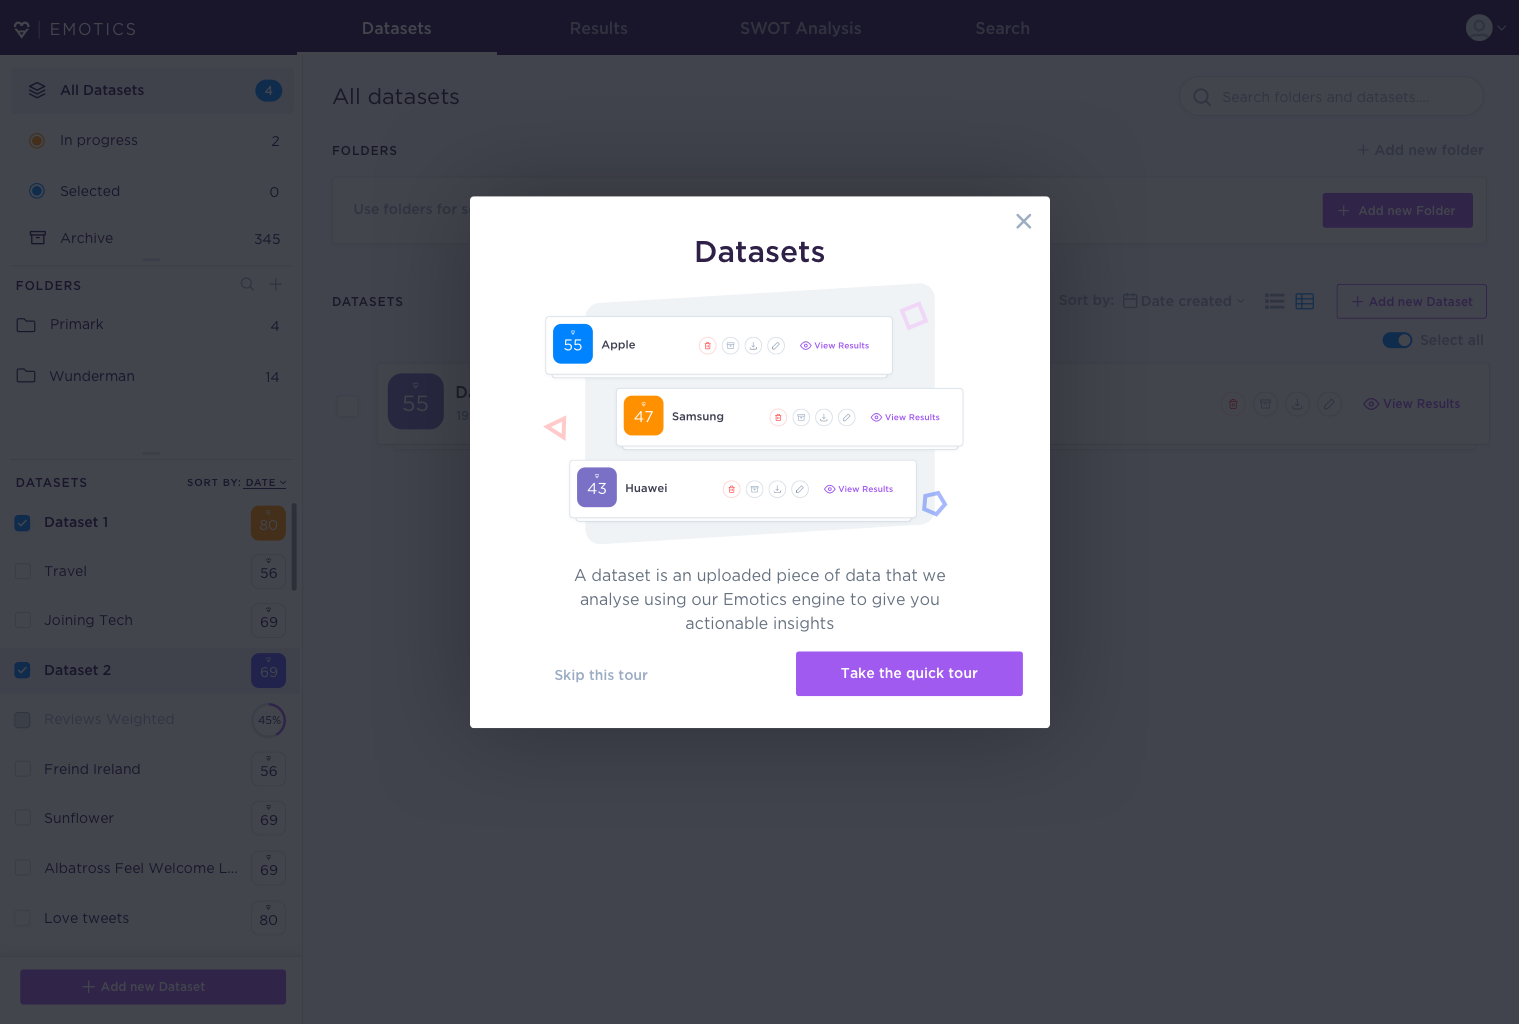 EMOTICS
Datasets
Results
SWOT Analysis
Search
All Datasets
4
In progress
2
Selected
0
Archive
345
FOLDERS
Primark
4
Wunderman
14
DATASETS
SORT BY: DATE
Dataset 1
80
Travel
56
Joining Tech
69
Dataset 2
69
Reviews Weighted
45%
Freind Ireland
56
Sunflower
69
Albatross Feel Welcome L...
69
Love tweets
80
Add new Dataset
All datasets
Search folders and datasets....
FOLDERS
Add new folder
Use folders for s
Add new Folder
DATASETS
Sort by:
Date created
Add new Dataset
Select all
55
Da
19
View Results
Datasets
55
Apple
View Results
47
Samsung
View Results
43
Huawei
View Results
A dataset is an uploaded piece of data that we
analyse using our Emotics engine to give you
actionable insights
Skip this tour
Take the quick tour